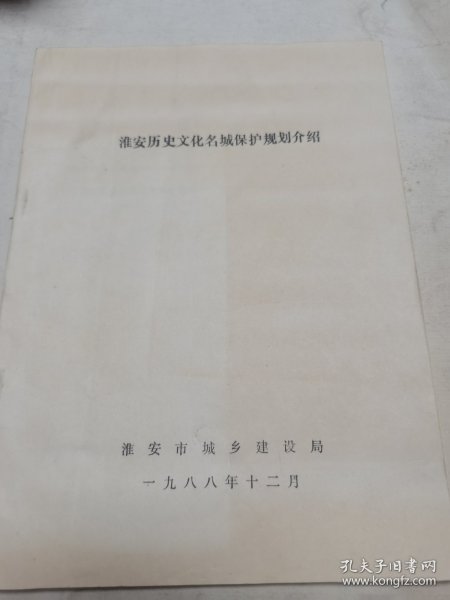 淮安历史文化名城保护规划介绍
淮安市城乡建设局
一九八八年十二月
孔夫子旧书网
www.kongfz.com